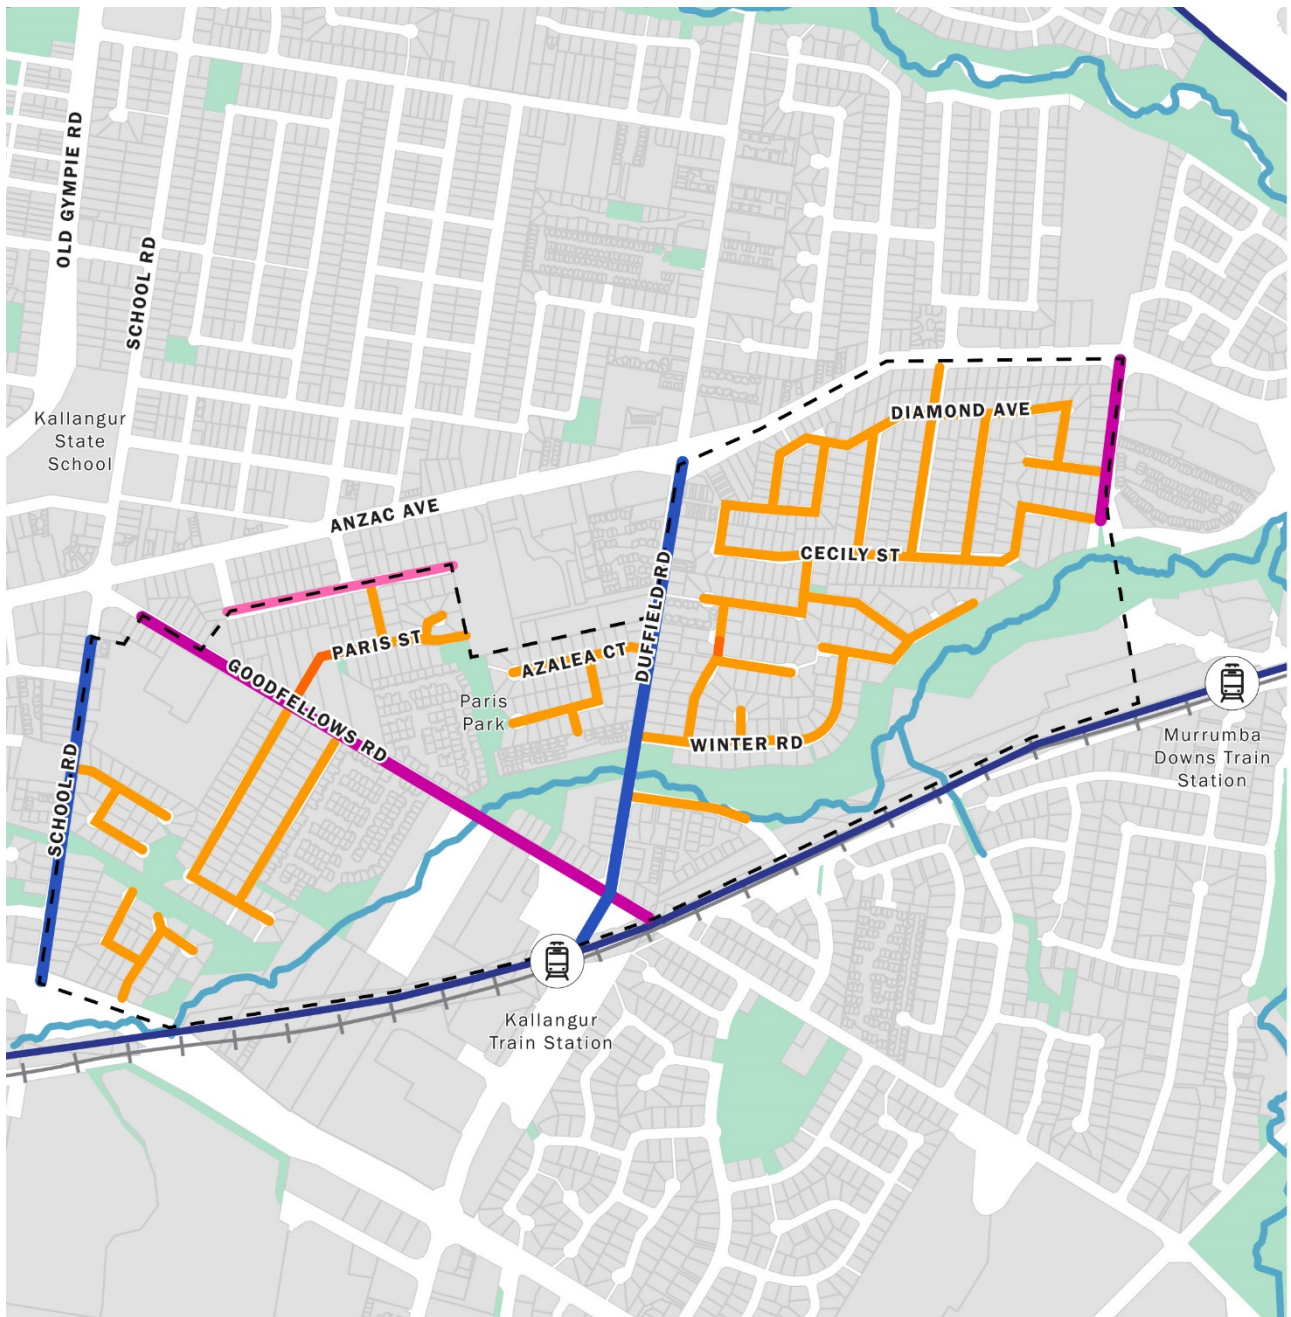 OLD GYMPIE RD
SCHOOL RD
Kallangur
State
School
DIAMOND AVE
ANZAC AVE
CECILY ST
DUFFIELD RD
PARIS ST
AZALEA CT
GOODFELLOWS RD
Paris
Park
WINTER RD
SCHOOL RD
Murrumba
Downs Train
Station
Kallangur
Train Station